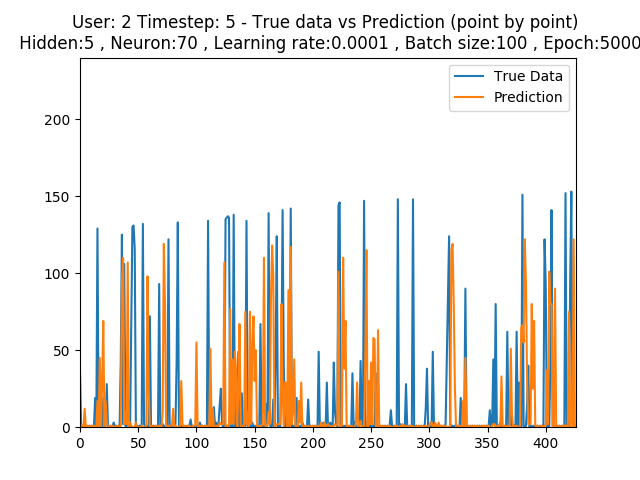 User: 2 Timestep: 5 - True data vs Prediction (point by point)
Hidden:5 , Neuron:70 , Learning rate:0.0001 , Batch size:100 , Epoch:5000
True Data
Prediction
200
150
100
50
0
0 50 100 150 200 250 300 350 400